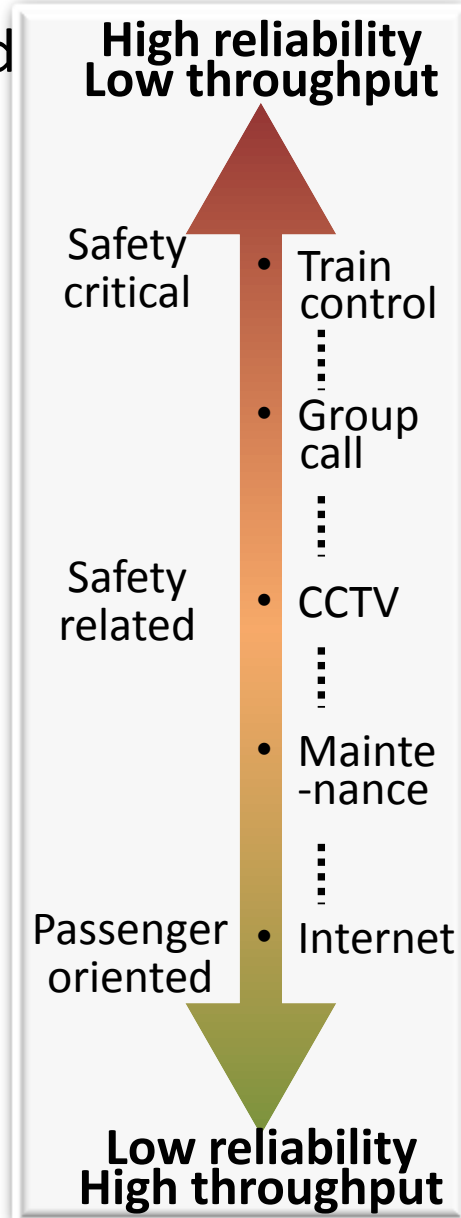 High reliability
Low throughput
Safety
critical
• Train
control
• Group
call
Safety
related
• CCTV
• Mainte
-nance
Passenger
oriented
• Internet
Low reliability
High throughput